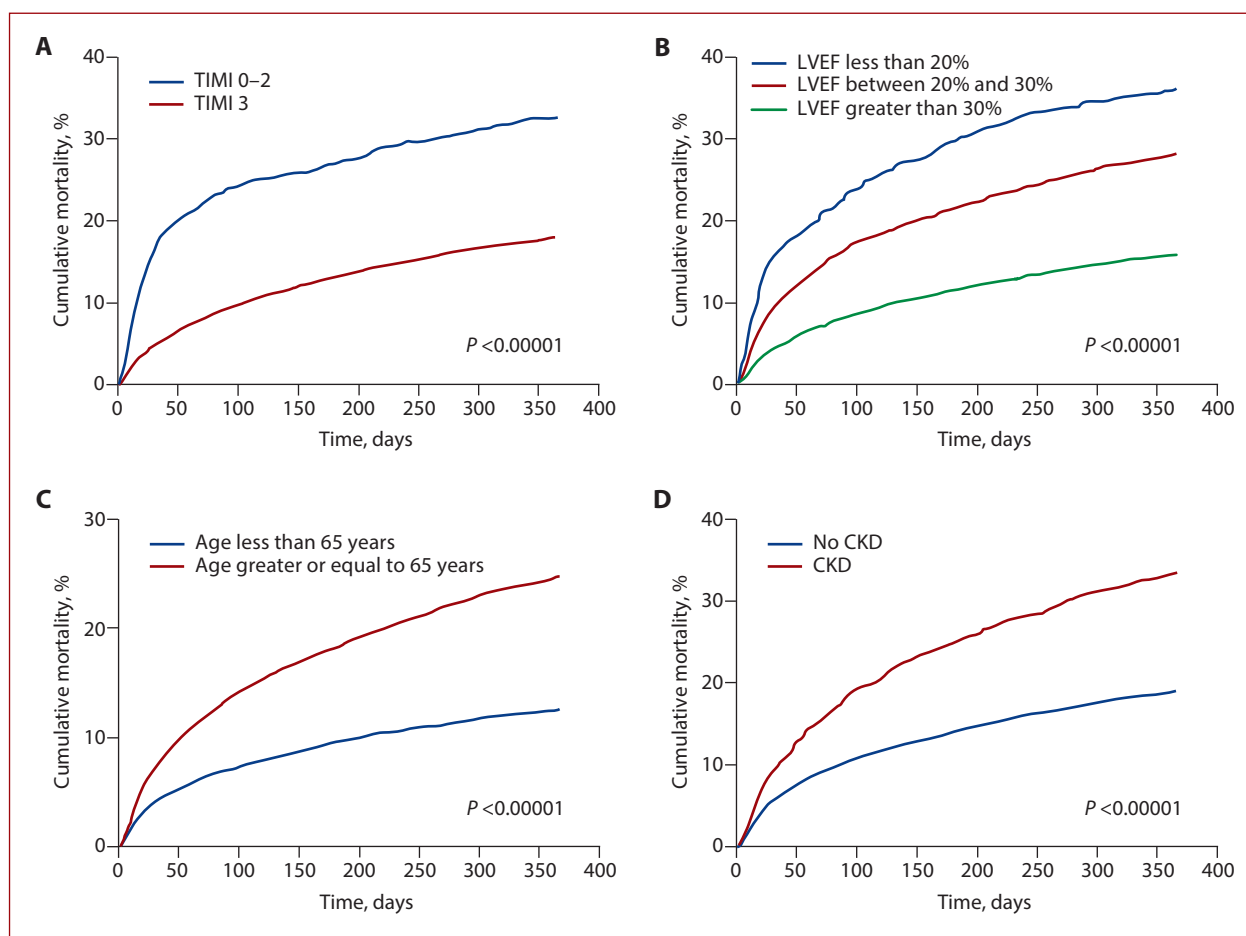 A
TIMI 0–2
TIMI 3
Cumulative mortality, %
40
30
20
10
0
P <0.00001
0 50 100 150 200 250 300 350 400
Time, days
B
LVEF less than 20%
LVEF between 20% and 30%
LVEF greater than 30%
Cumulative mortality, %
40
30
20
10
0
P <0.00001
0 50 100 150 200 250 300 350 400
Time, days
C
Age less than 65 years
Age greater or equal to 65 years
Cumulative mortality, %
30
20
10
0
P <0.00001
0 50 100 150 200 250 300 350 400
Time, days
D
No CKD
CKD
Cumulative mortality, %
40
30
20
10
0
P <0.00001
0 50 100 150 200 250 300 350 400
Time, days